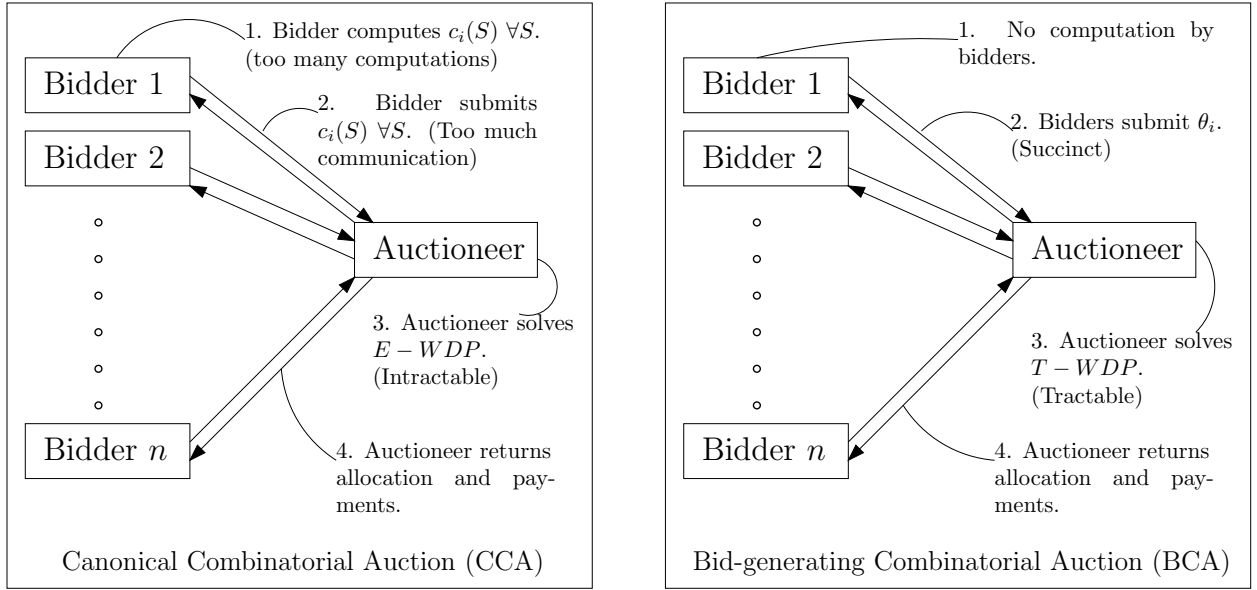 1. Bidder computes $c_i(S)$ $\forall S$.
(too many computations)
Bidder 1
2. Bidder submits
$c_i(S)$ $\forall S$. (Too much
communication)
Bidder 2
Auctioneer
3. Auctioneer solves
$E - WDP$.
(Intractable)
Bidder $n$
4. Auctioneer returns
allocation and pay-
ments.
Canonical Combinatorial Auction (CCA)
1. No computation by
bidders.
Bidder 1
2. Bidders submit $\theta_i$.
(Succinct)
Bidder 2
Auctioneer
3. Auctioneer solves
$T - WDP$.
(Tractable)
Bidder $n$
4. Auctioneer returns
allocation and pay-
ments.
Bid-generating Combinatorial Auction (BCA)